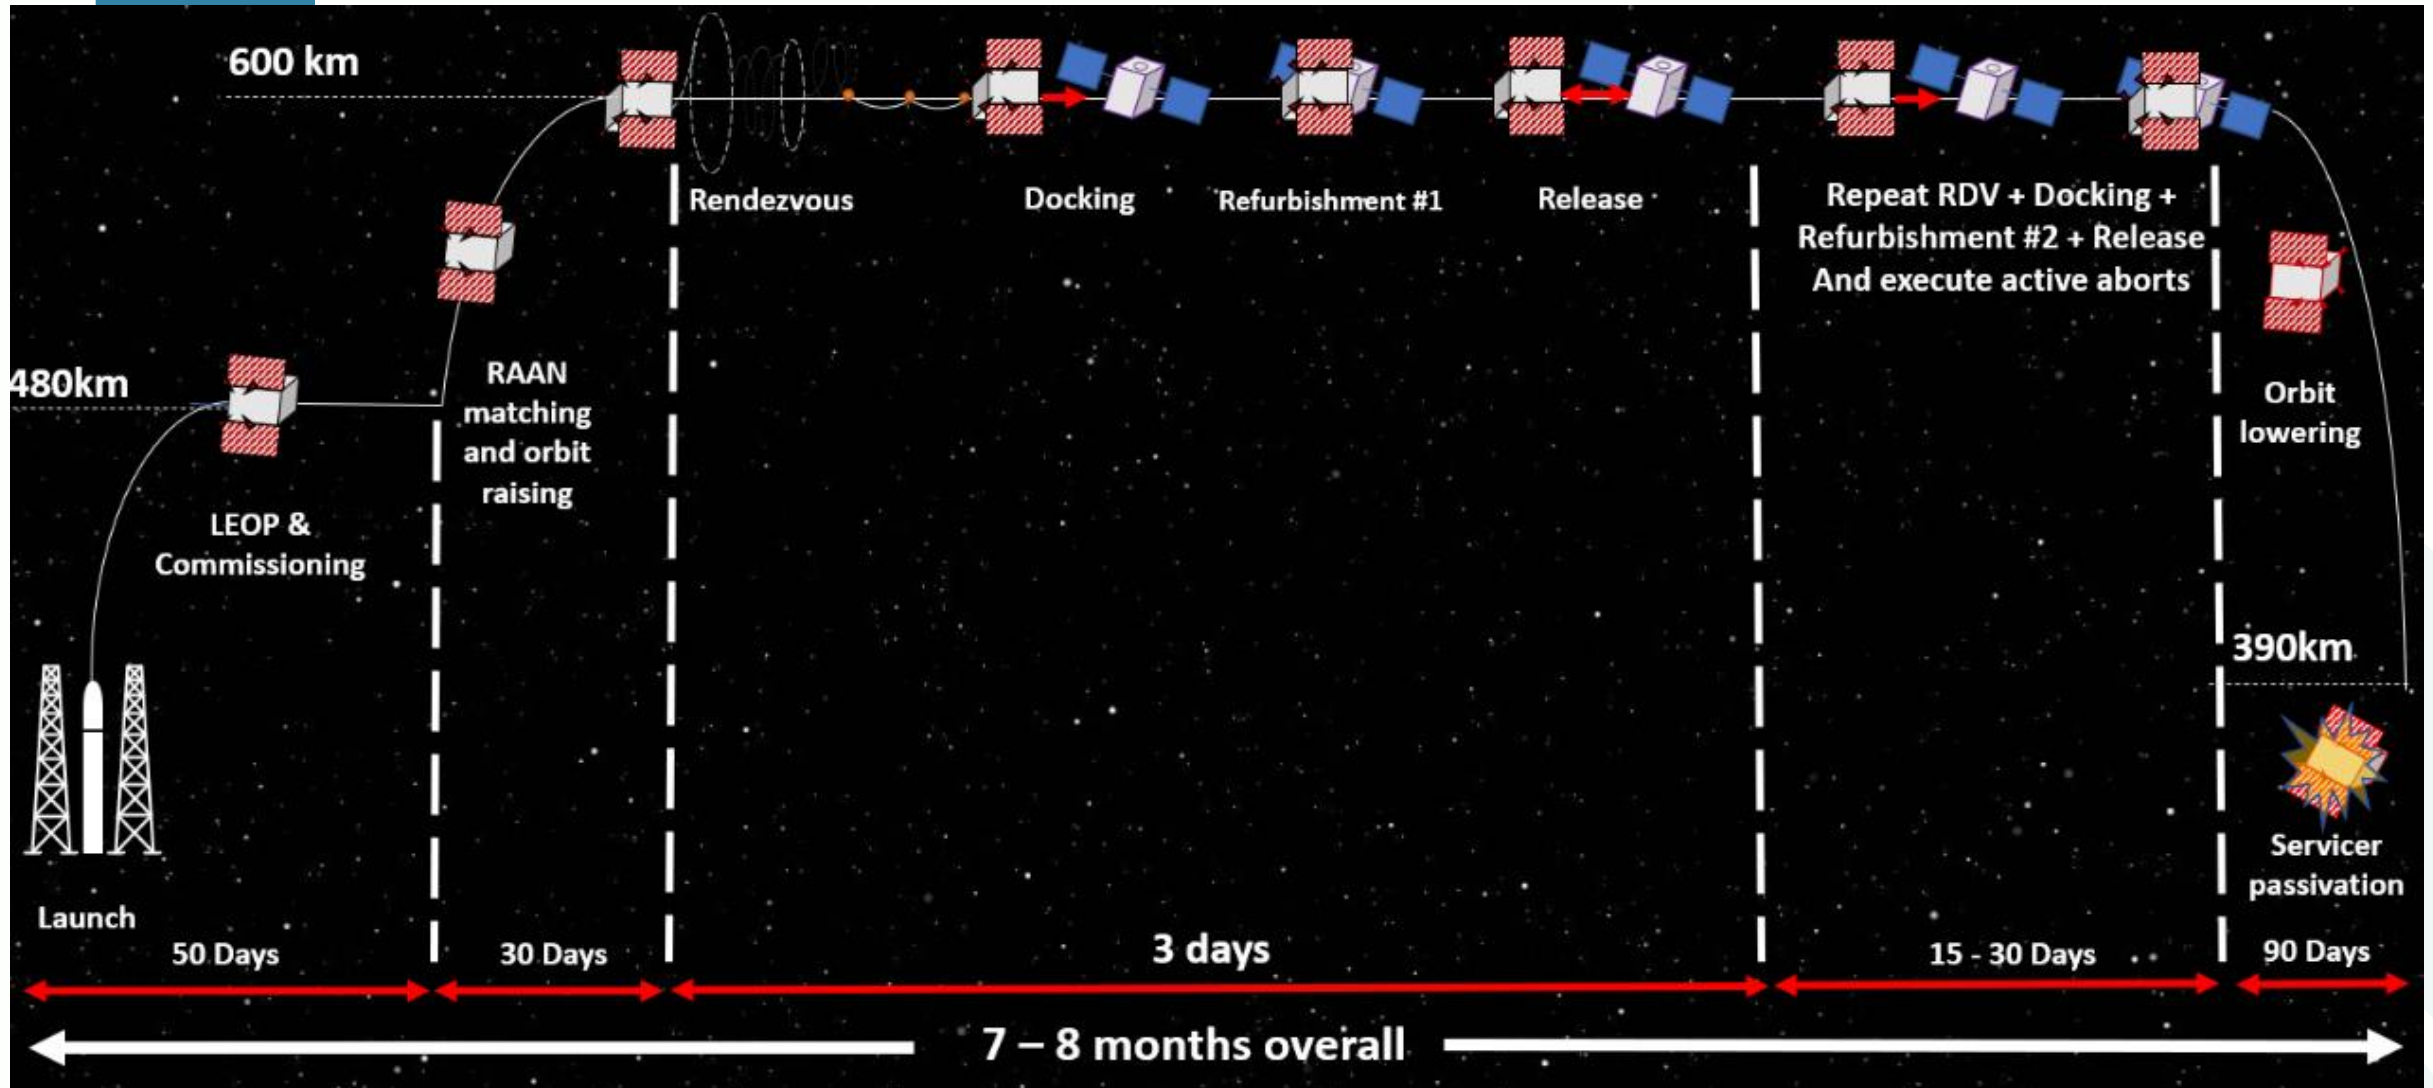 600 km
480km
Rendezvous
Docking
Refurbishment #1
Release
Repeat RDV + Docking +
Refurbishment #2 + Release
And execute active aborts
RAAN
matching
and orbit
raising
Orbit
lowering
LEOP &
Commissioning
390km
Servicer
passivation
Launch
50 Days
30 Days
3 days
15 - 30 Days
90 Days
7 – 8 months overall